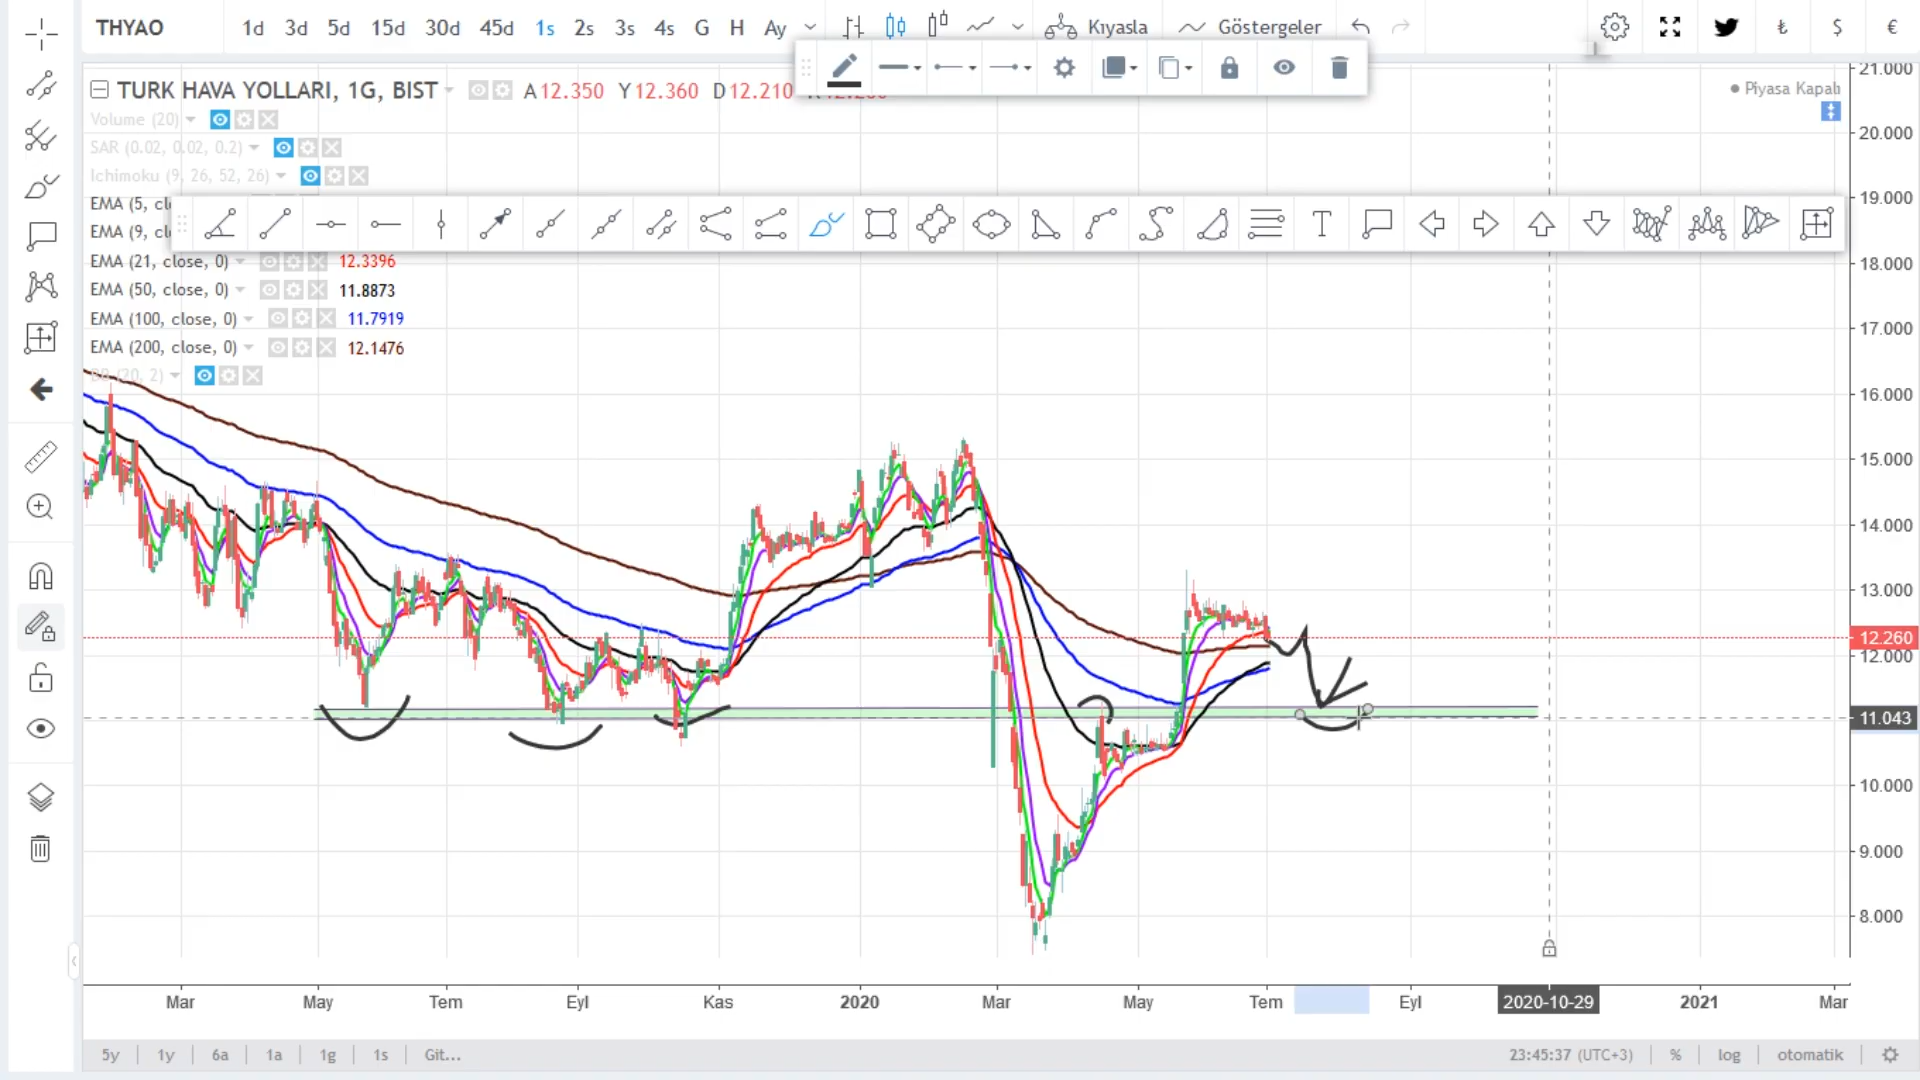 THYAO 1d 3d 5d 15d 30d 45d 1s 2s 3s 4s G H Ay Kıyasla Göstergeler ₺ $ €
TURK HAVA YOLLARI, 1G, BIST A12.350 Y12.360 D12.210
Piyasa Kapalı
Volume (20)
SAR (0.02, 0.02, 0.2)
Ichimoku (9, 26, 52, 26)
EMA (5, cl
EMA (9, cl
T
EMA (21, close, 0) 12.3396
EMA (50, close, 0) 11.8873
EMA (100, close, 0) 11.7919
EMA (200, close, 0) 12.1476
BB (20, 2)
21.000
20.000
19.000
18.000
17.000
16.000
15.000
14.000
13.000
12.260
12.000
11.043
10.000
9.000
8.000
Mar May Tem Eyl Kas 2020 Mar May Tem Eyl 2020-10-29 2021 Mar
5y 1y 6a 1a 1g 1s Git... 23:45:37 (UTC+3) % log otomatik